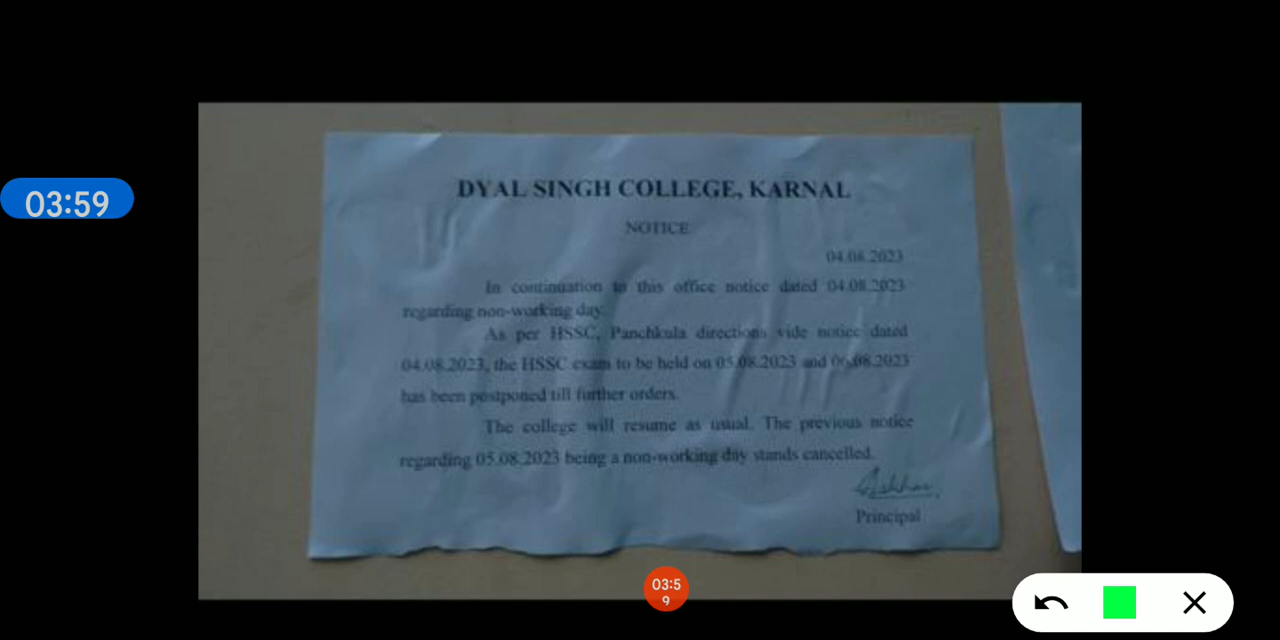 DYAL SINGH COLLEGE, KARNAL
NOTICE
04.08.2023
In continuation to this office notice dated 04.08.2023
regarding non-working day.
As per HSSC, Panchkula directions vide notice dated
04.08.2023, the HSSC exam to be held on 05.08.2023 and 06.08.2023
has been postponed till further orders.
The college will resume as usual. The previous notice
regarding 05.08.2023 being a non-working day stands cancelled.
Principal
03:59
03:5
9